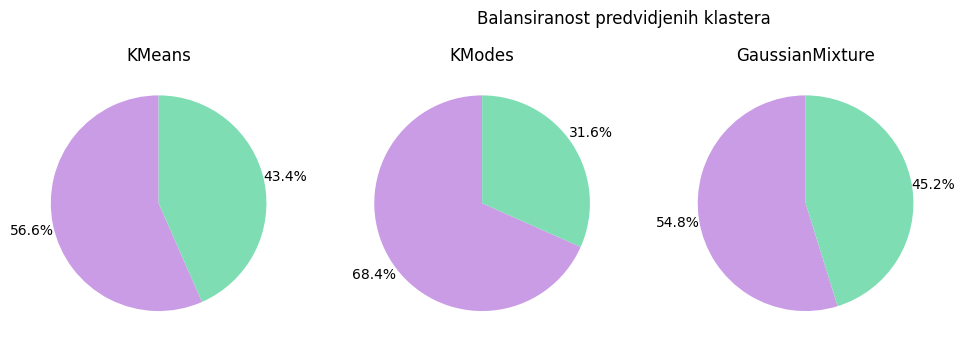 Balansiranost predvidjenih klastera
KMeans
KModes
GaussianMixture
43.4%
56.6%
31.6%
68.4%
45.2%
54.8%